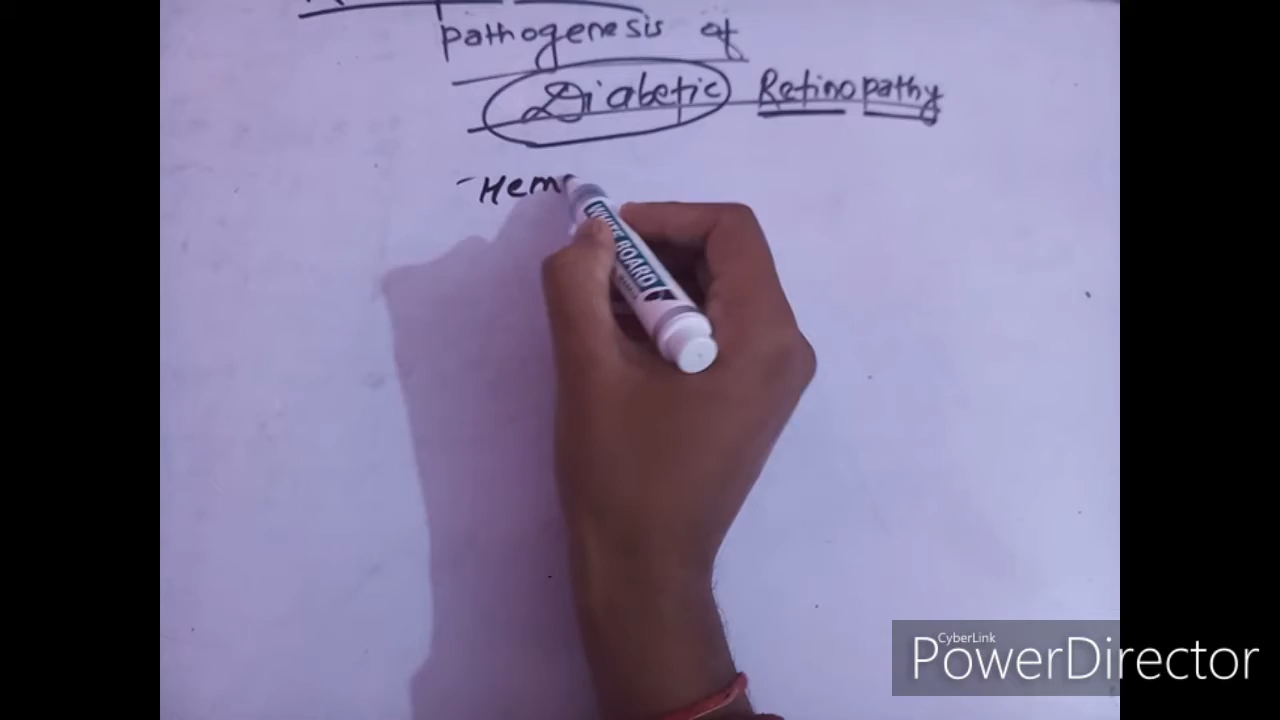 pathogenesis of
Diabetic Retinopathy
- Hem
WHITE BOARD
CyberLink
PowerDirector